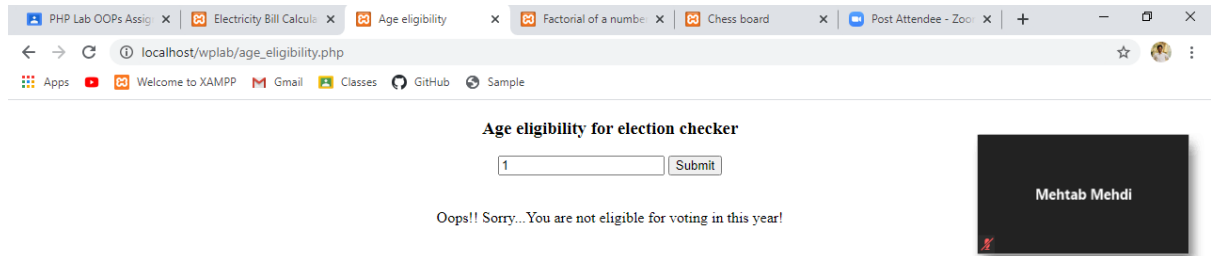 PHP Lab OOPs Assig
Electricity Bill Calcula
Age eligibility
Factorial of a numbe
Chess board
Post Attendee - Zoo
localhost/wplab/age_eligibility.php
Apps
Welcome to XAMPP
Gmail
Classes
GitHub
Sample
Age eligibility for election checker
1
Submit
Mehtab Mehdi
Oops!! Sorry...You are not eligible for voting in this year!